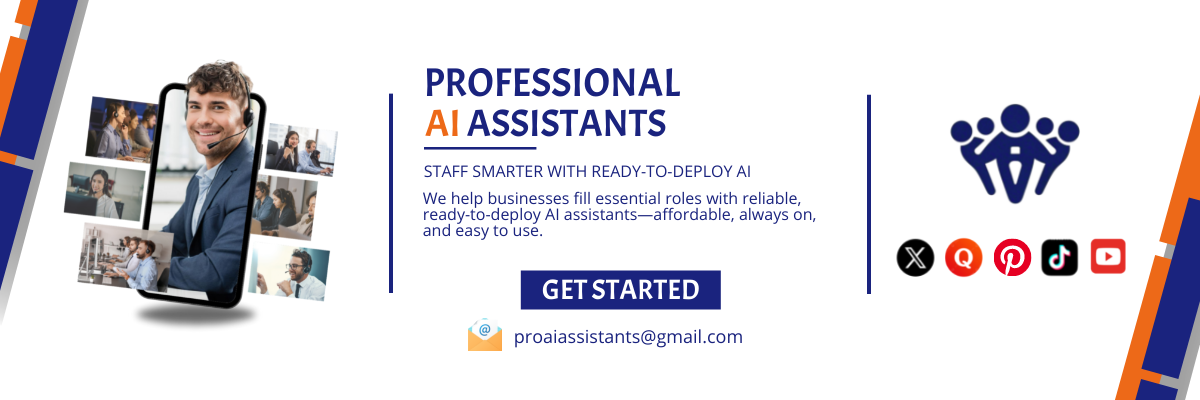 PROFESSIONAL
AI ASSISTANTS
STAFF SMARTER WITH READY-TO-DEPLOY AI
We help businesses fill essential roles with reliable,
ready-to-deploy AI assistants—affordable, always on,
and easy to use.
GET STARTED
@
proaiassistants@gmail.com